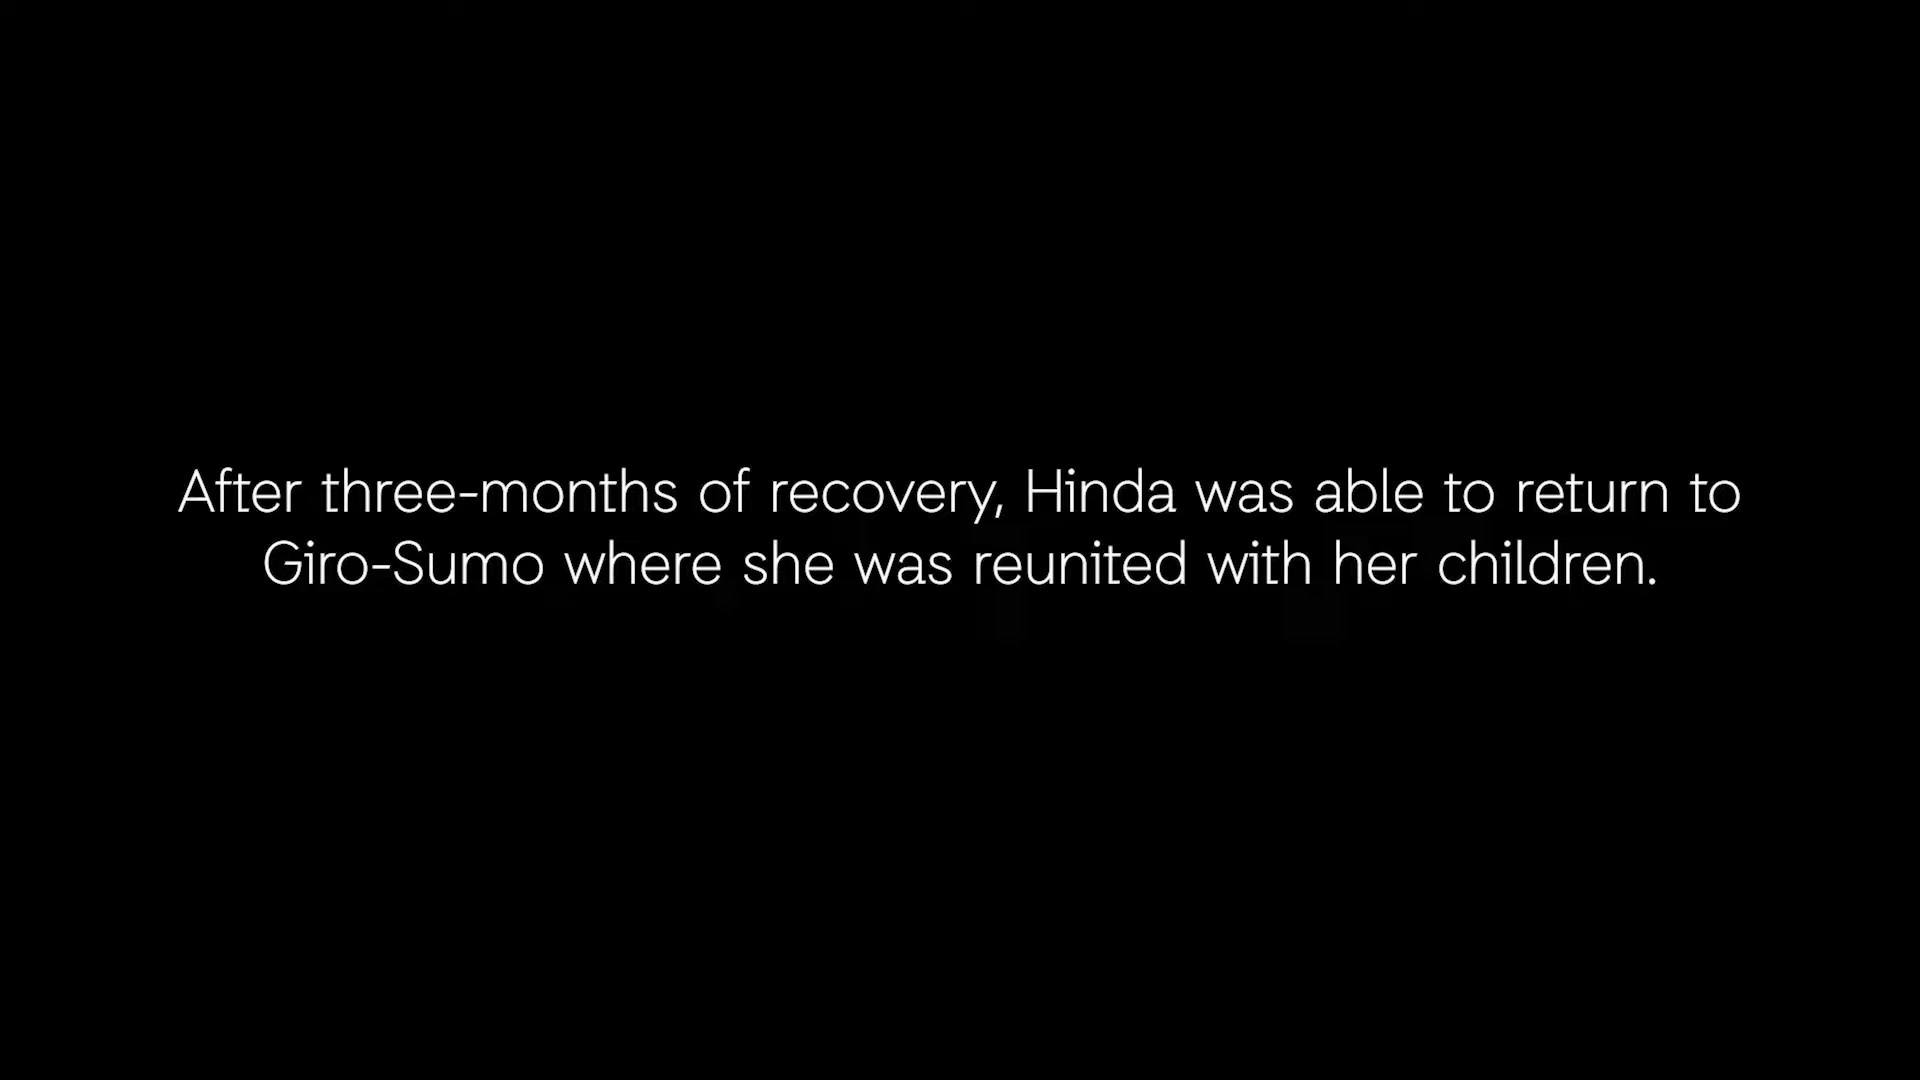 After three-months of recovery, Hinda was able to return to
Giro-Sumo where she was reunited with her children.